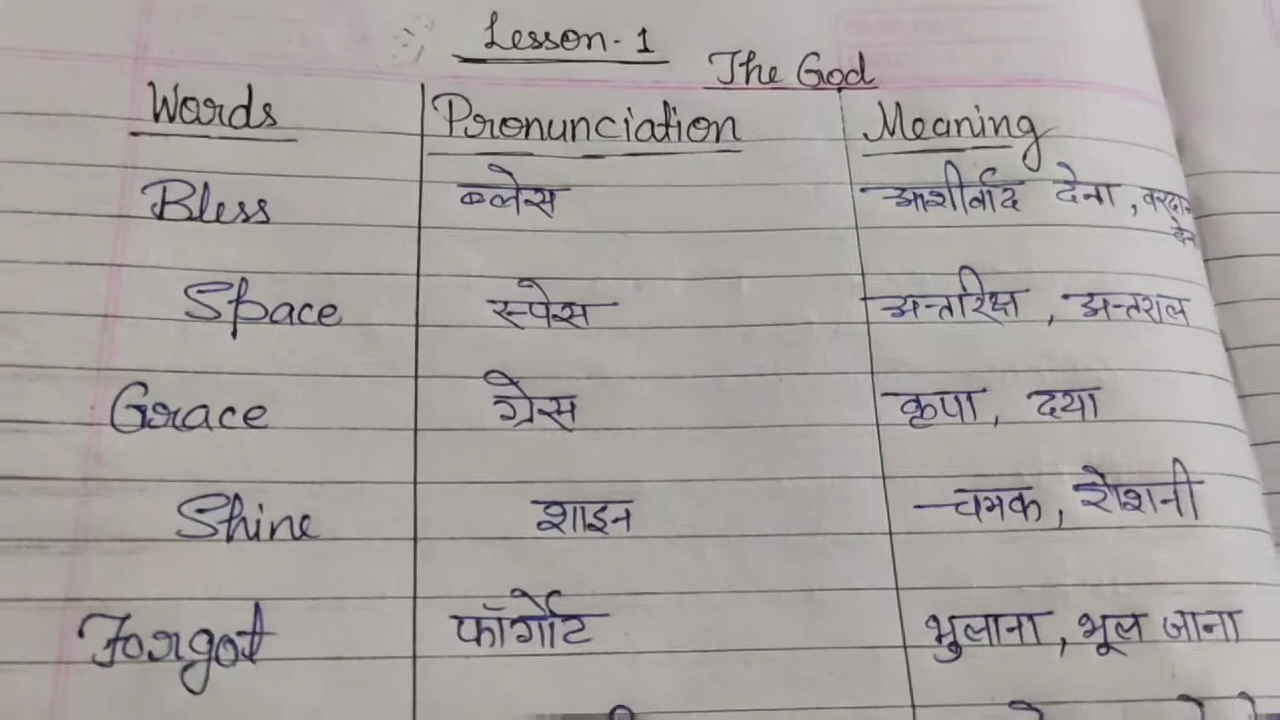 Lesson-1
The God
Words Pronunciation Meaning
Bless ब्लेस आशीर्वाद देना, वरदान
देना
Space स्पेस अन्तरिक्ष, अन्तराल
Grace ग्रेस कृपा, दया
Shine शाइन चमक, रोशनी
Forgot फॉर्गोट भुलाना, भूल जाना